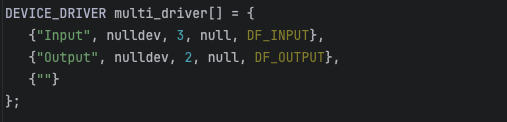 DEVICE_DRIVER multi_driver[] = {
{"Input", nulldev, 3, null, DF_INPUT},
{"Output", nulldev, 2, null, DF_OUTPUT},
{""}
};